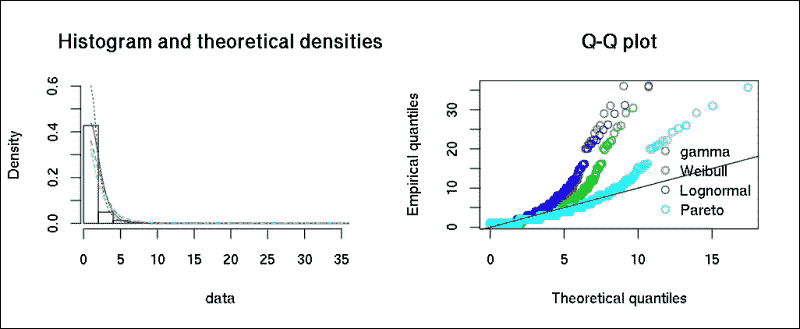 Histogram and theoretical densities
Density
0.0
0.2
0.4
0.6
0 5 10 15 20 25 30 35
data
Q-Q plot
Empirical quantiles
0
10
20
30
gamma
Weibull
Lognormal
Pareto
0 5 10 15
Theoretical quantiles